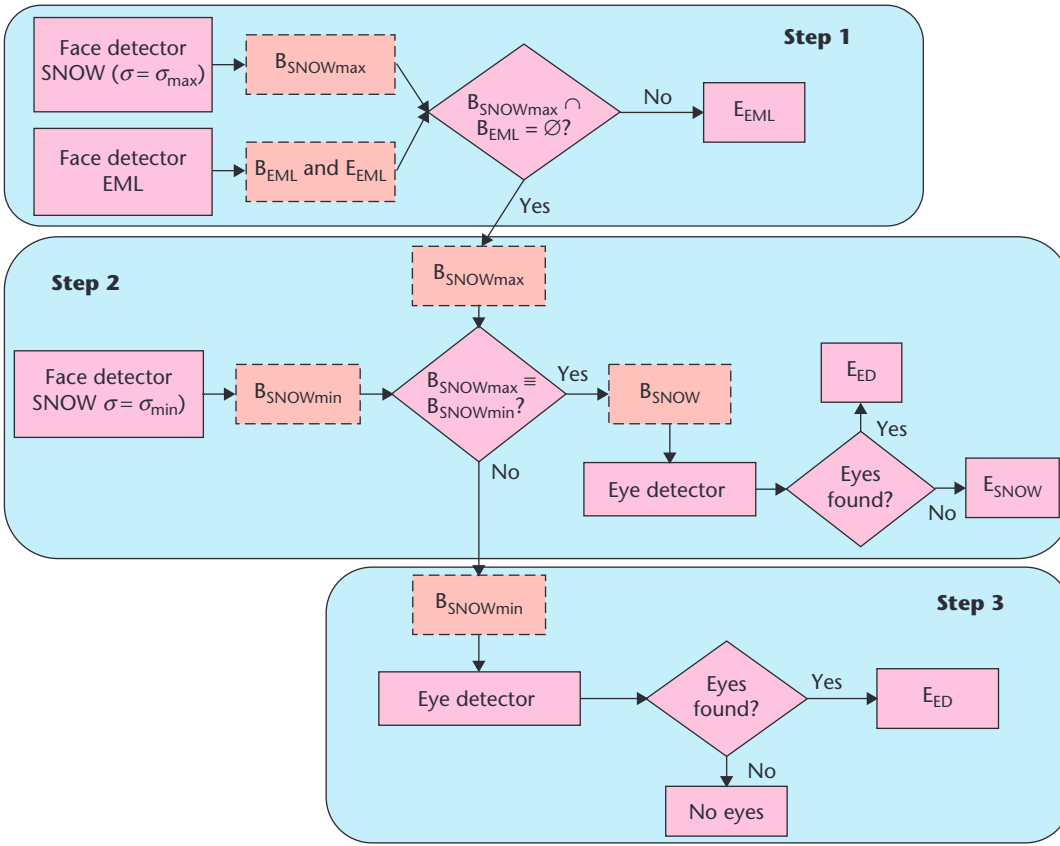 Step 1
Face detector
SNOW (σ = σmax)
BSNOWmax
BSNOWmax ∩
BEML = ∅?
No
EEML
Face detector
EML
BEML and EEML
Yes
Step 2
BSNOWmax
Face detector
SNOW σ = σmin)
BSNOWmin
BSNOWmax ≡
BSNOWmin?
Yes
BSNOW
EED
Yes
No
Eye detector
Eyes
found?
No
ESNOW
Step 3
BSNOWmin
Eye detector
Eyes
found?
Yes
EED
No
No eyes